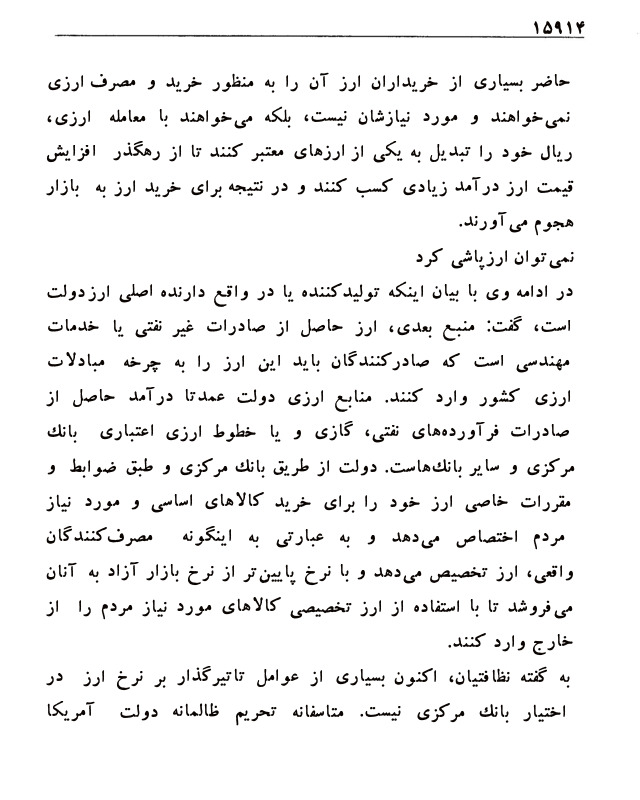 ۱۵۹۱۴
حاضر بسیاری از خریداران ارز آن را به منظور خرید و مصرف ارزی
نمی‌خواهند و مورد نیازشان نیست، بلکه می‌خواهند با معامله ارزی،
ریال خود را تبدیل به یکی از ارزهای معتبر کنند تا از رهگذر افزایش
قیمت ارز درآمد زیادی کسب کنند و در نتیجه برای خرید ارز به بازار
هجوم می‌آورند.
نمی‌توان ارزپاشی کرد
در ادامه وی با بیان اینکه تولیدکننده یا در واقع دارنده اصلی ارزدولت
است، گفت: منبع بعدی، ارز حاصل از صادرات غیر نفتی یا خدمات
مهندسی است که صادرکنندگان باید این ارز را به چرخه مبادلات
ارزی کشور وارد کنند. منابع ارزی دولت عمدتا درآمد حاصل از
صادرات فرآورده‌های نفتی، گازی و یا خطوط ارزی اعتباری بانک
مرکزی و سایر بانک‌هاست. دولت از طریق بانک مرکزی و طبق ضوابط و
مقررات خاصی ارز خود را برای خرید کالاهای اساسی و مورد نیاز
مردم اختصاص می‌دهد و به عبارتی به اینگونه مصرف‌کنندگان
واقعی، ارز تخصیص می‌دهد و با نرخ پایین‌تر از نرخ بازار آزاد به آنان
می‌فروشد تا با استفاده از ارز تخصیصی کالاهای مورد نیاز مردم را از
خارج وارد کنند.
به گفته نظافتیان، اکنون بسیاری از عوامل تاثیرگذار بر نرخ ارز در
اختیار بانک مرکزی نیست. متاسفانه تحریم ظالمانه دولت آمریکا